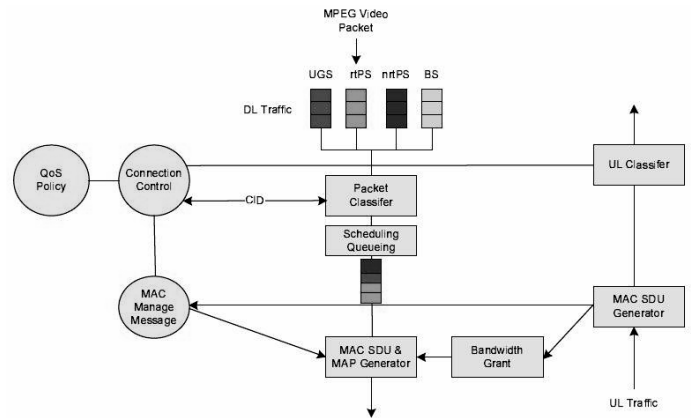 MPEG Video
Packet
UGS rtPS nrtPS BS
DL Traffic
QoS
Policy
Connection
Control
CID
Packet
Classifer
UL Classifer
Scheduling
Queueing
MAC
Manage
Message
MAC SDU
Generator
MAC SDU &
MAP Generator
Bandwidth
Grant
UL Traffic